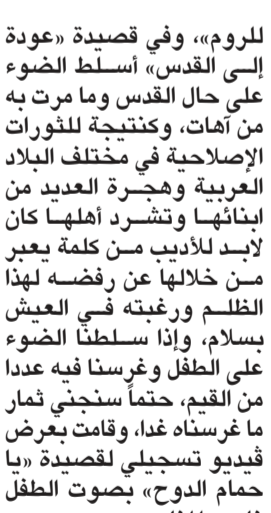 للروم»، وفي قصيدة «عودة
إلى القدس» أسلط الضوء
على حال القدس وما مرت به
من آهات، وكنتيجة للثورات
الإصلاحية في مختلف البلاد
العربية وهجرة العديد من
ابنائها وتشرد أهلها كان
لابد للأديب من كلمة يعبر
من خلالها عن رفضه لهذا
الظلم ورغبته في العيش
بسلام، وإذا سلطنا الضوء
على الطفل وغرسنا فيه عددا
من القيم، حتماً سنجني ثمار
ما غرسناه غدا، وقامت بعرض
ڤيديو تسجيلي لقصيدة «يا
حمام الدوح» بصوت الطفل